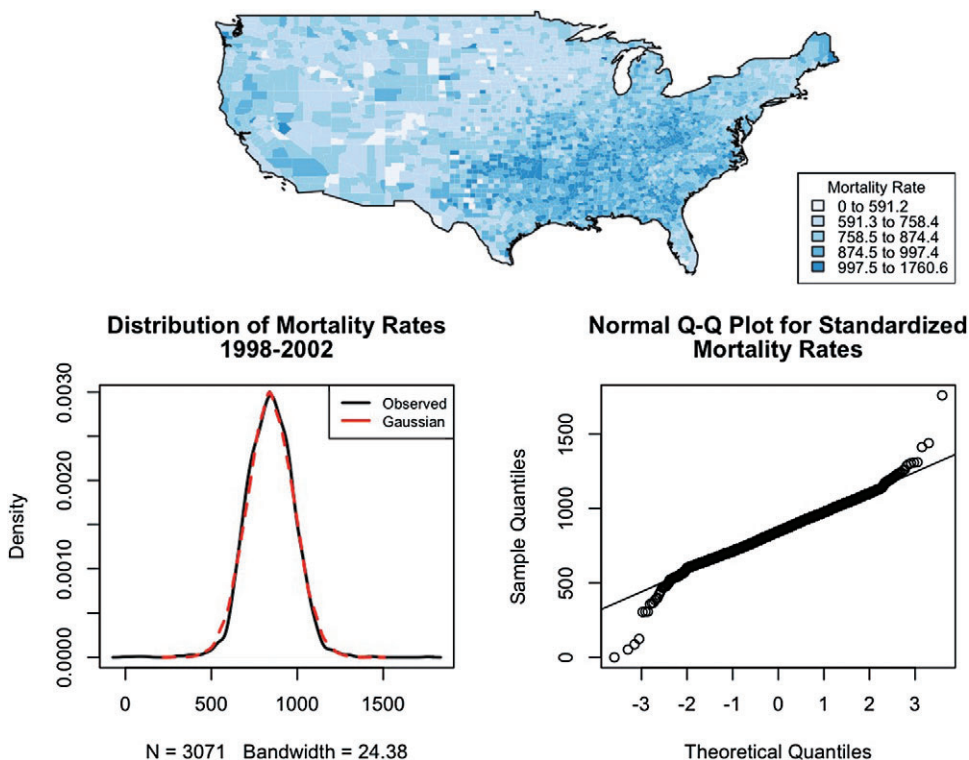 Mortality Rate
0 to 591.2
591.3 to 758.4
758.5 to 874.4
874.5 to 997.4
997.5 to 1760.6
Distribution of Mortality Rates
1998-2002
Observed
Gaussian
0.0030
0.0020
0.0010
0.0000
Density
0 500 1000 1500
N = 3071 Bandwidth = 24.38
Normal Q-Q Plot for Standardized
Mortality Rates
1500
1000
500
0
Sample Quantiles
-3 -2 -1 0 1 2 3
Theoretical Quantiles